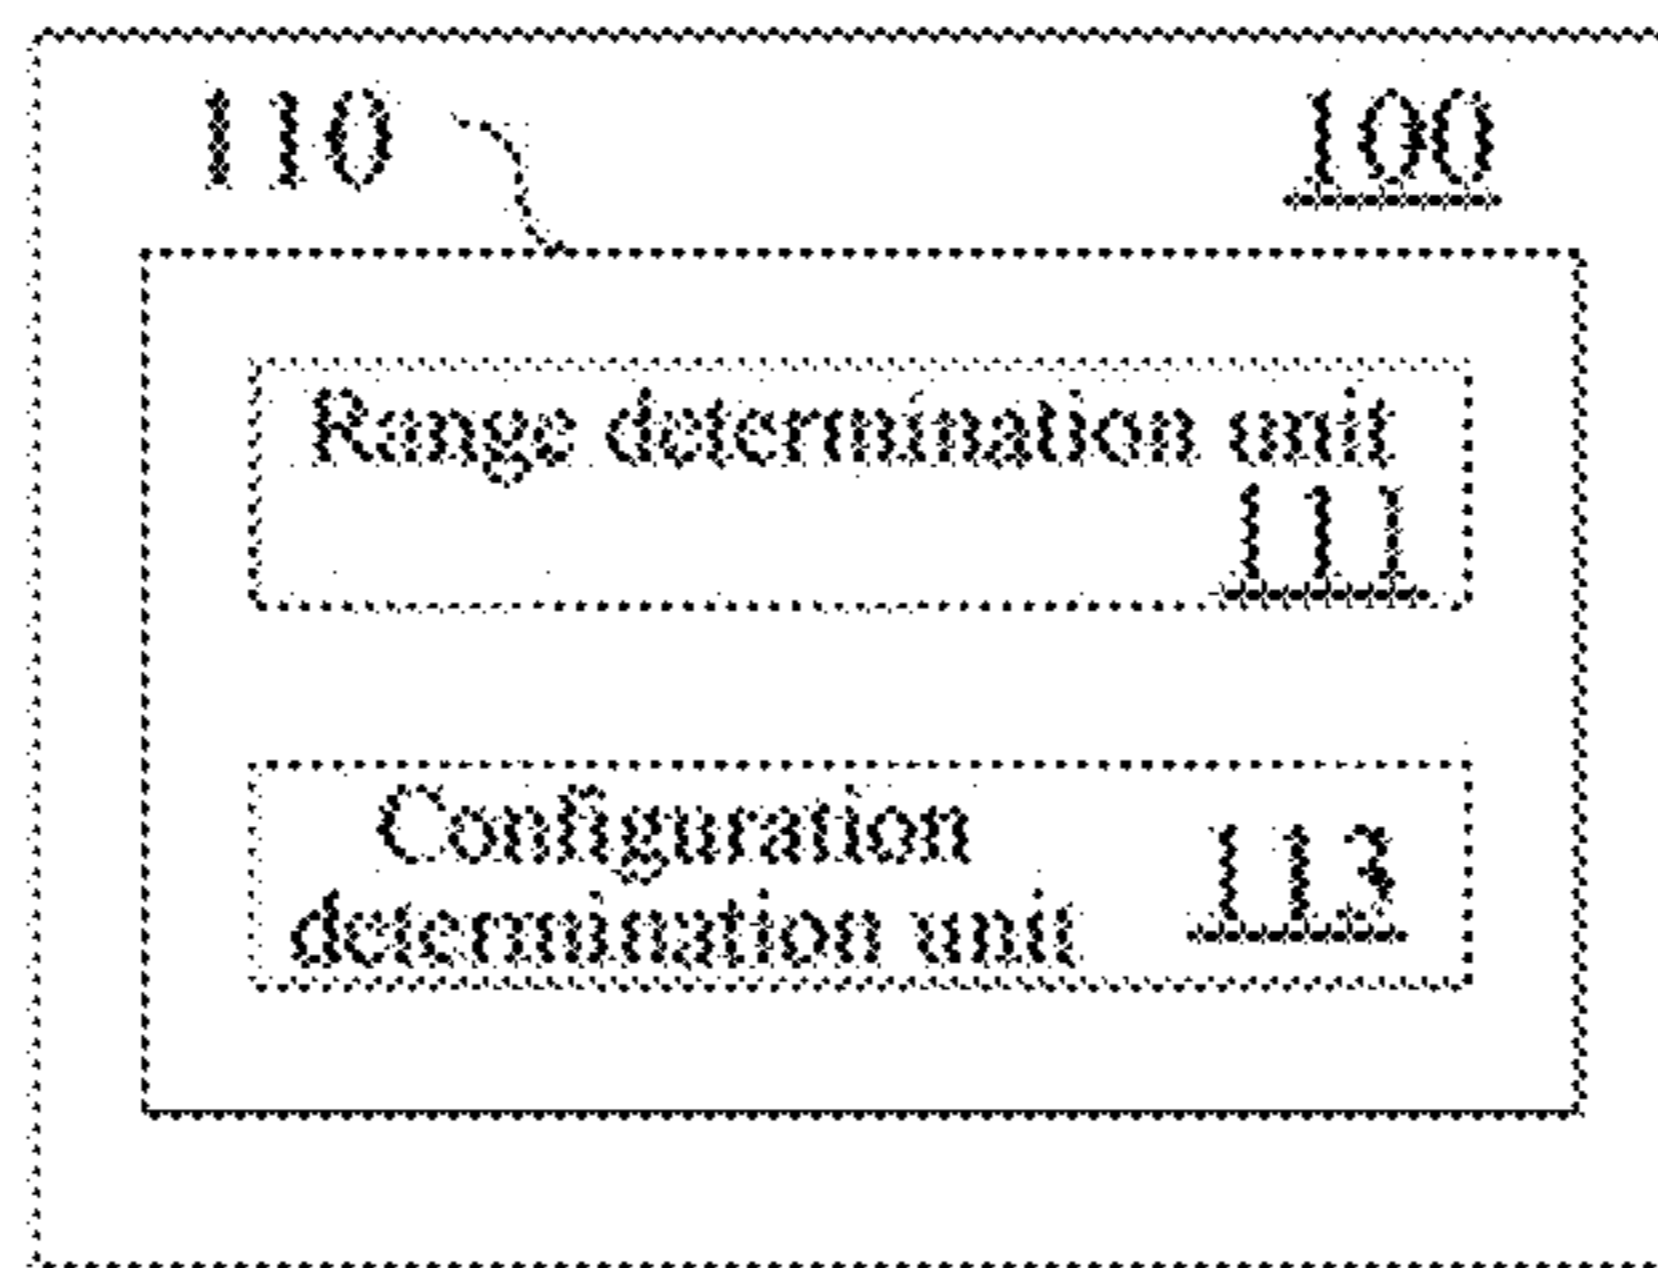 110 100
Range determination unit
111
Configuration
determination unit 113